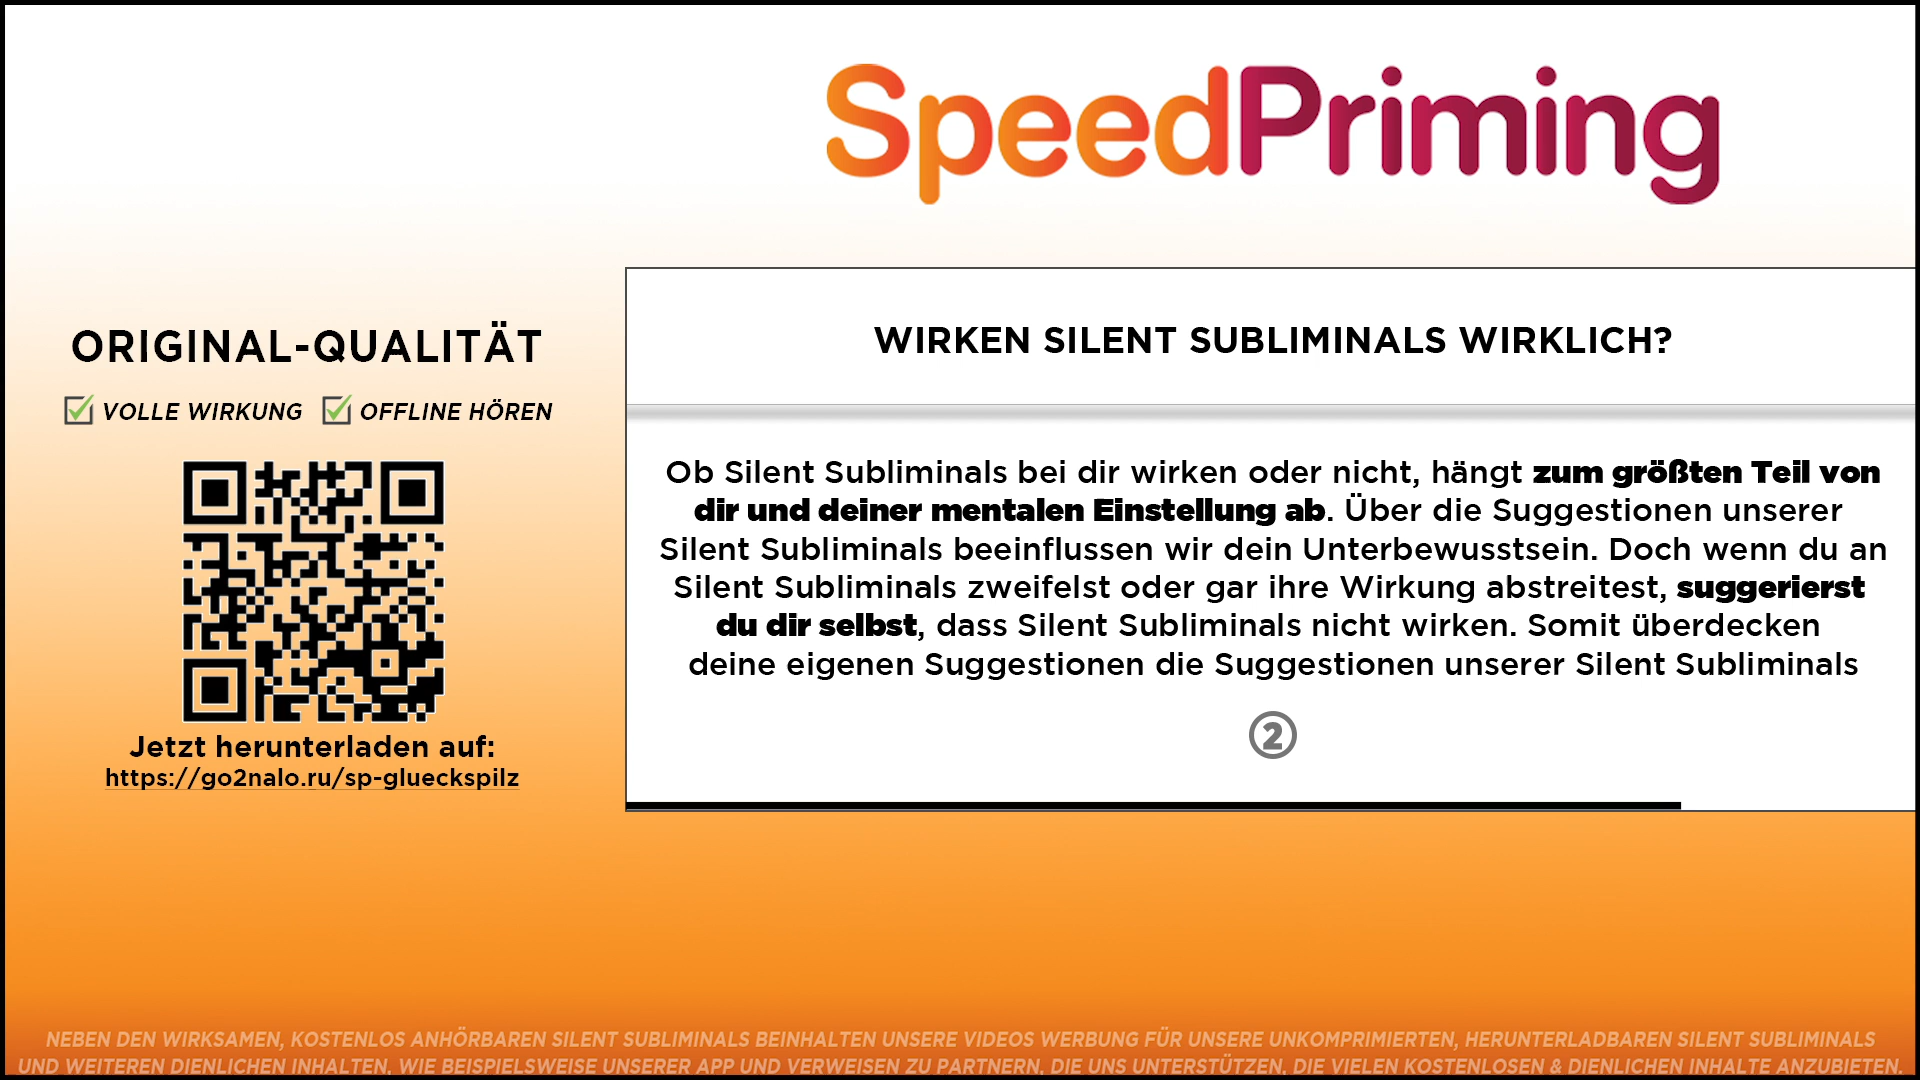 SpeedPriming
ORIGINAL-QUALITÄT
VOLLE WIRKUNG OFFLINE HÖREN
Jetzt herunterladen auf:
https://go2nalo.ru/sp-glueckspilz
WIRKEN SILENT SUBLIMINALS WIRKLICH?
Ob Silent Subliminals bei dir wirken oder nicht, hängt zum größten Teil von
dir und deiner mentalen Einstellung ab. Über die Suggestionen unserer
Silent Subliminals beeinflussen wir dein Unterbewusstsein. Doch wenn du an
Silent Subliminals zweifelst oder gar ihre Wirkung abstreitest, suggerierst
du dir selbst, dass Silent Subliminals nicht wirken. Somit überdecken
deine eigenen Suggestionen die Suggestionen unserer Silent Subliminals
2
NEBEN DEN WIRKSAMEN, KOSTENLOS ANHÖRBAREN SILENT SUBLIMINALS BEINHALTEN UNSERE VIDEOS WERBUNG FÜR UNSERE UNKOMPRIMIERTEN, HERUNTERLADBAREN SILENT SUBLIMINALS
UND WEITEREN DIENLICHEN INHALTEN, WIE BEISPIELSWEISE UNSERER APP UND VERWEISEN ZU PARTNERN, DIE UNS UNTERSTÜTZEN, DIE VIELEN KOSTENLOSEN & DIENLICHEN INHALTE ANZUBIETEN.